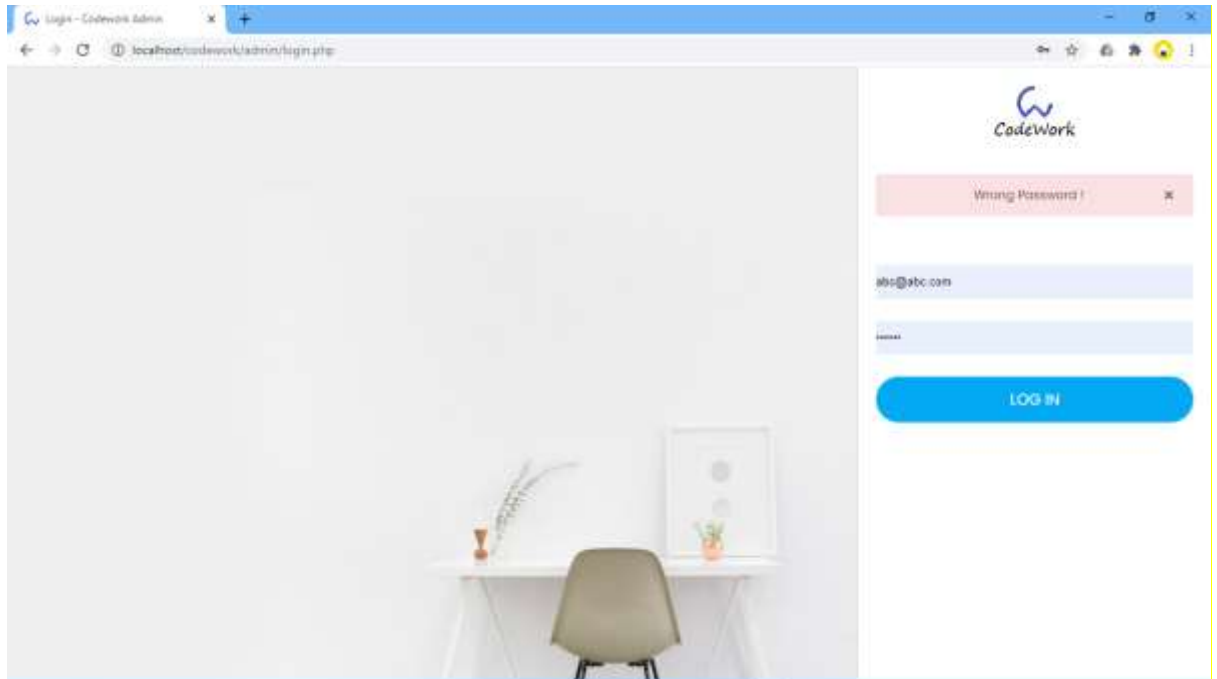 Login - Codework Admin
localhost/codework/admin/login.php
CodeWork
Wrong Password !
abc@abc.com
LOG IN